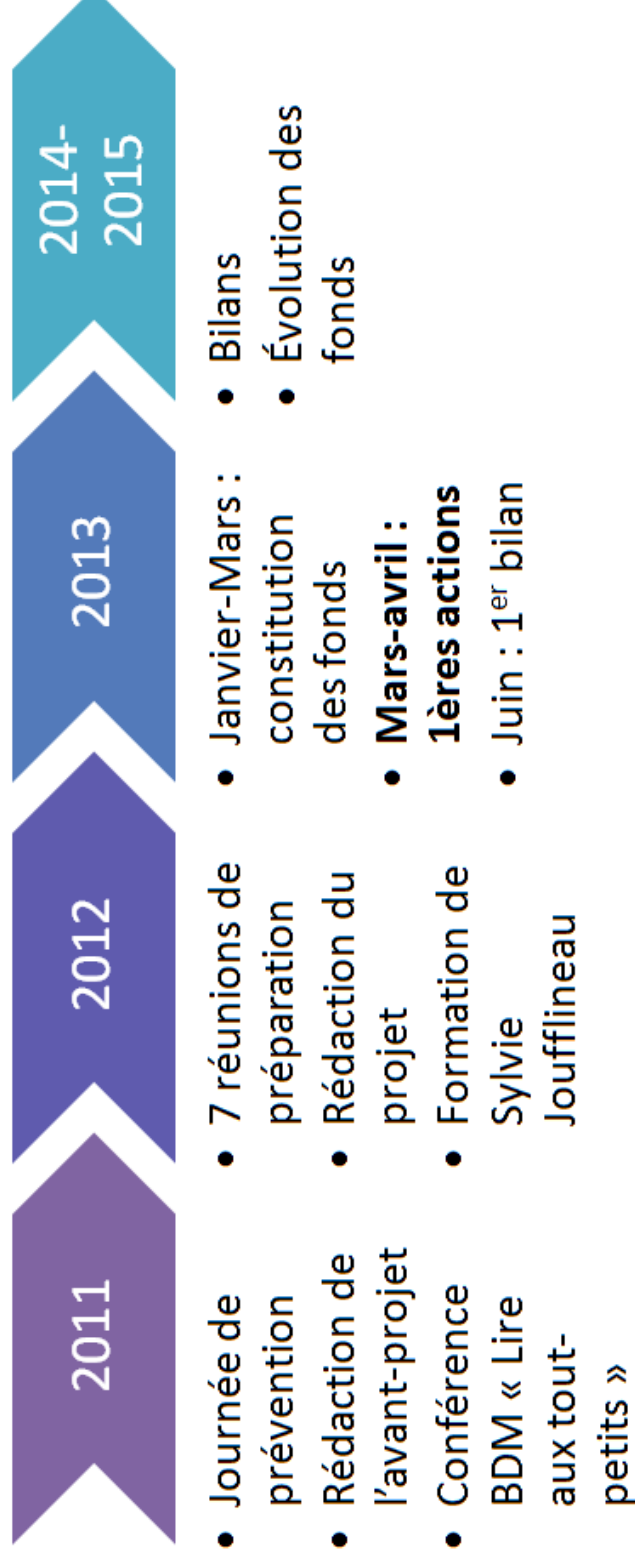 2011
• Journée de
prévention
• Rédaction de
l'avant-projet
• Conférence
BDM « Lire
aux tout-
petits »
2012
• 7 réunions de
préparation
• Rédaction du
projet
• Formation de
Sylvie
Joufflineau
2013
• Janvier-Mars :
constitution
des fonds
• Mars-avril :
1ères actions
• Juin : 1er bilan
2014-
2015
• Bilans
• Évolution des
fonds